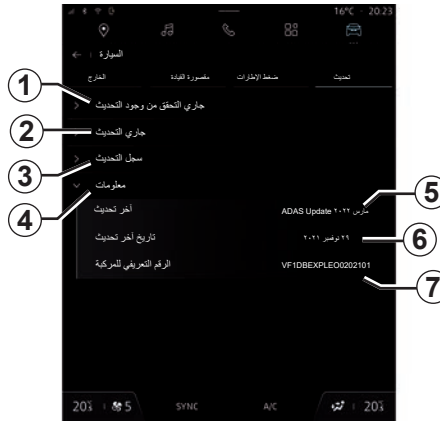 16°C - 20:23
السيارة
الخارج مقصورة القيادة ضغط الإطارات تحديث
1 جاري التحقق من وجود التحديث
2 جاري التحديث
3 سجل التحديث
4 معلومات
آخر تحديث ADAS Update مارس ٢٠٢٢ 5
تاريخ آخر تحديث ٢٩ نوفمبر ٢٠٢١ 6
الرقم التعريفي للمركبة VF1DBEXPLEO0202101 7
20 5 SYNC A/C 20